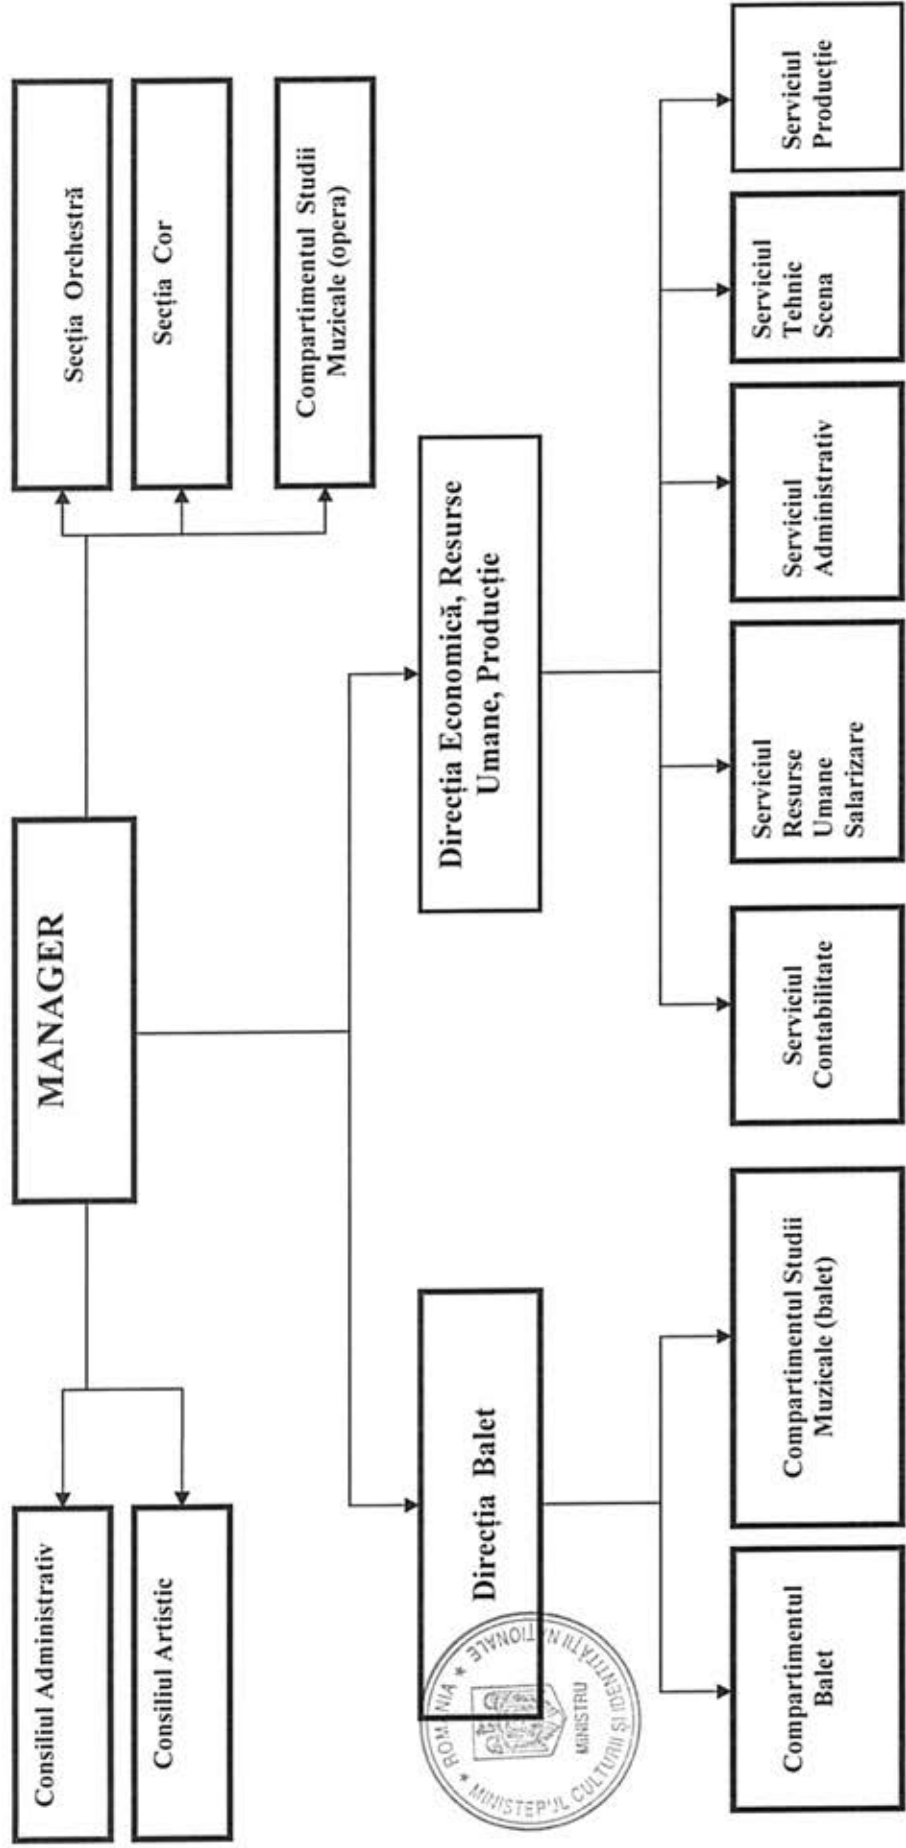 MANAGER
Consiliul Administrativ
Consiliul Artistic
Secția Orchestră
Secția Cor
Compartimentul Studii
Muzicale (opera)
Direcția Balet
Direcția Economică, Resurse
Umane, Producție
Compartimentul
Balet
Compartimentul Studii
Muzicale (balet)
Serviciul
Contabilitate
Serviciul
Resurse
Umane
Salarizare
Serviciul
Administrativ
Serviciul
Tehnic
Scena
Serviciul
Producție
* ROMÂNIA *
MINISTERUL CULTURII ȘI IDENTITĂȚII NAȚIONALE
MINISTRU